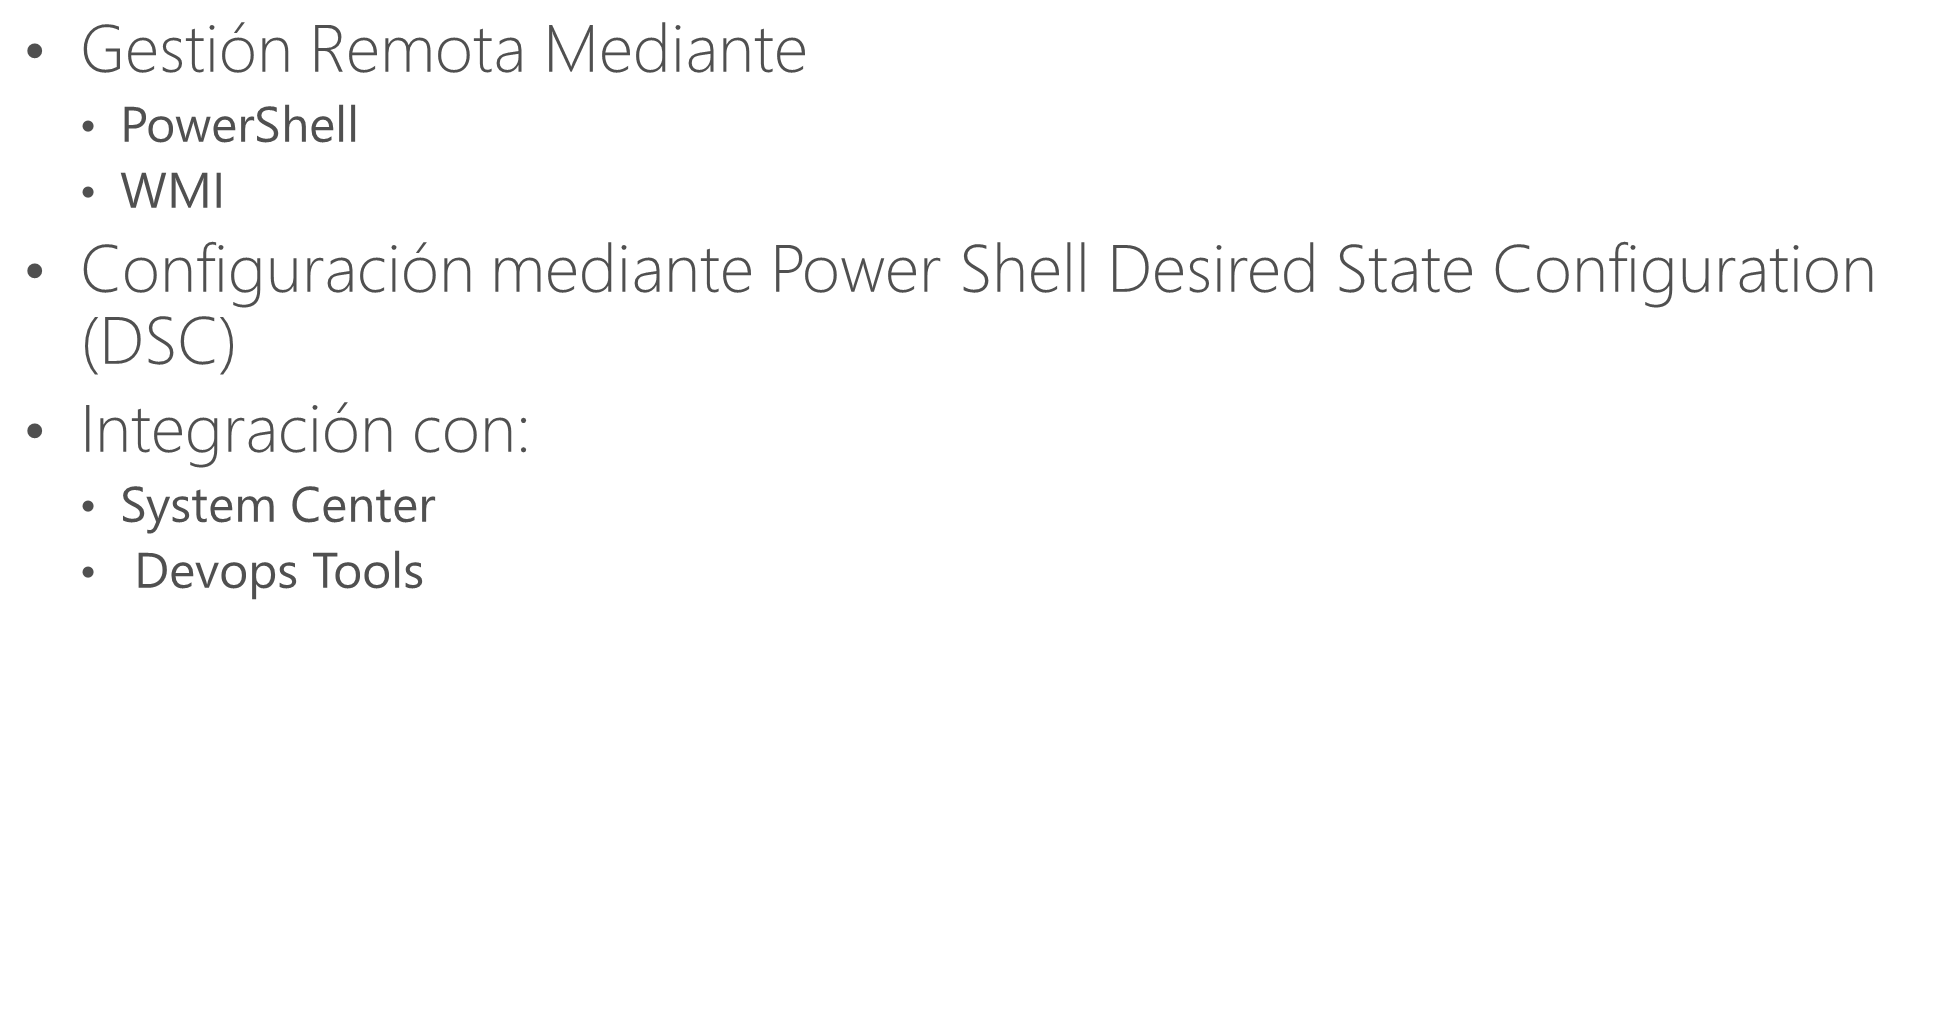 • Gestión Remota Mediante
• PowerShell
• WMI
• Configuración mediante Power Shell Desired State Configuration
(DSC)
• Integración con:
• System Center
• Devops Tools